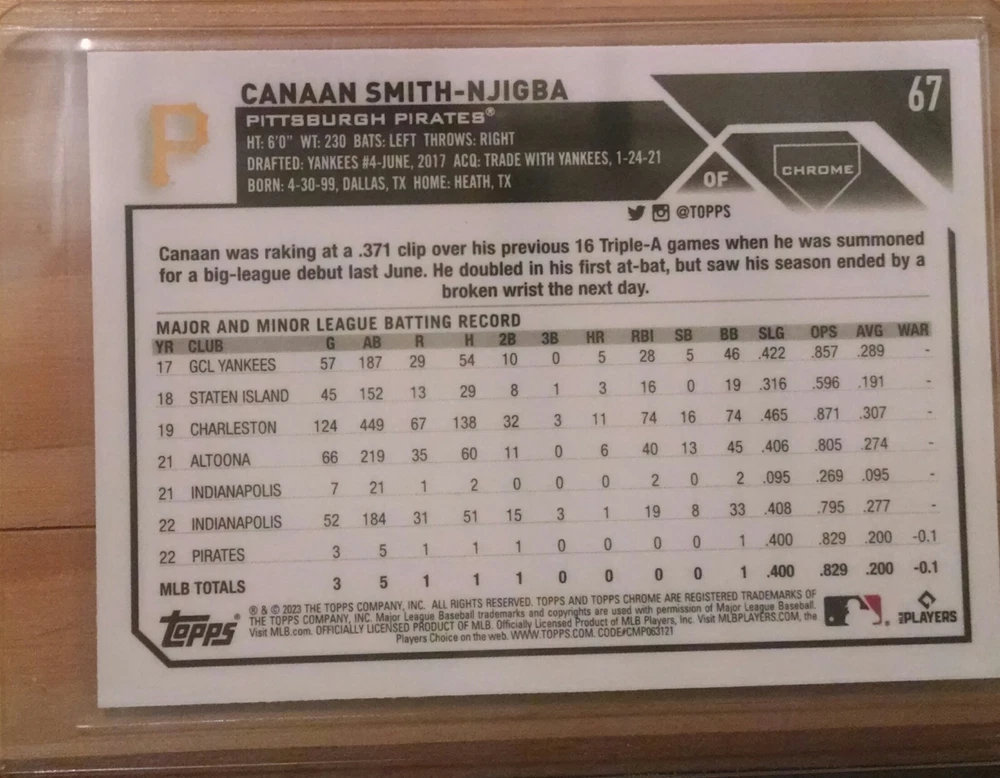 CANAAN SMITH-NJIGBA
67
P
PITTSBURGH PIRATES®
HT: 6'0" WT: 230 BATS: LEFT THROWS: RIGHT
DRAFTED: YANKEES #4-JUNE, 2017 ACQ: TRADE WITH YANKEES, 1-24-21
BORN: 4-30-99, DALLAS, TX HOME: HEATH, TX
OF
CHROME
@TOPPS
Canaan was raking at a .371 clip over his previous 16 Triple-A games when he was summoned
for a big-league debut last June. He doubled in his first at-bat, but saw his season ended by a
broken wrist the next day.
MAJOR AND MINOR LEAGUE BATTING RECORD
YR CLUB G AB R H 2B 3B HR RBI SB BB SLG OPS AVG WAR
17 GCL YANKEES 57 187 29 54 10 0 5 28 5 46 .422 .857 .289 -
18 STATEN ISLAND 45 152 13 29 8 1 3 16 0 19 .316 .596 .191 -
19 CHARLESTON 124 449 67 138 32 3 11 74 16 74 .465 .871 .307 -
21 ALTOONA 66 219 35 60 11 0 6 40 13 45 .406 .805 .274 -
21 INDIANAPOLIS 7 21 1 2 0 0 0 2 0 2 .095 .269 .095 -
22 INDIANAPOLIS 52 184 31 51 15 3 1 19 8 33 .408 .795 .277 -
22 PIRATES 3 5 1 1 1 0 0 0 0 1 .400 .829 .200 -0.1
MLB TOTALS 3 5 1 1 1 0 0 0 0 1 .400 .829 .200 -0.1
topps®
® & © 2023 THE TOPPS COMPANY, INC. ALL RIGHTS RESERVED. TOPPS AND TOPPS CHROME ARE REGISTERED TRADEMARKS OF
THE TOPPS COMPANY, INC. Major League Baseball trademarks and copyrights are used with permission of Major League Baseball.
Visit MLB.com. OFFICIALLY LICENSED PRODUCT OF MLB. Officially Licensed Product of MLB Players, Inc. Visit MLBPLAYERS.COM, the
Players Choice on the web. WWW.TOPPS.COM. CODE#CMP063121
PLAYERS